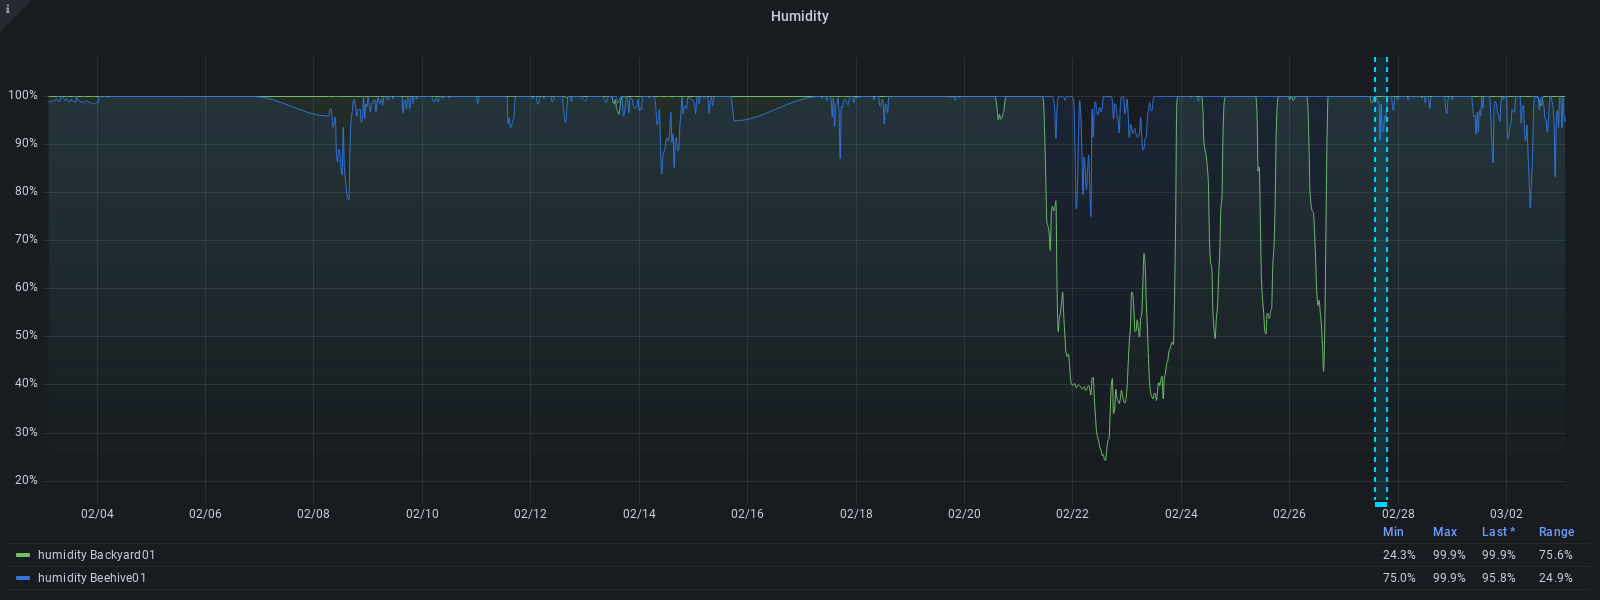 i
Humidity
100%
90%
80%
70%
60%
50%
40%
30%
20%
02/04 02/06 02/08 02/10 02/12 02/14 02/16 02/18 02/20 02/22 02/24 02/26 02/28 03/02
Min Max Last * Range
humidity Backyard01 24.3% 99.9% 99.9% 75.6%
humidity Beehive01 75.0% 99.9% 95.8% 24.9%